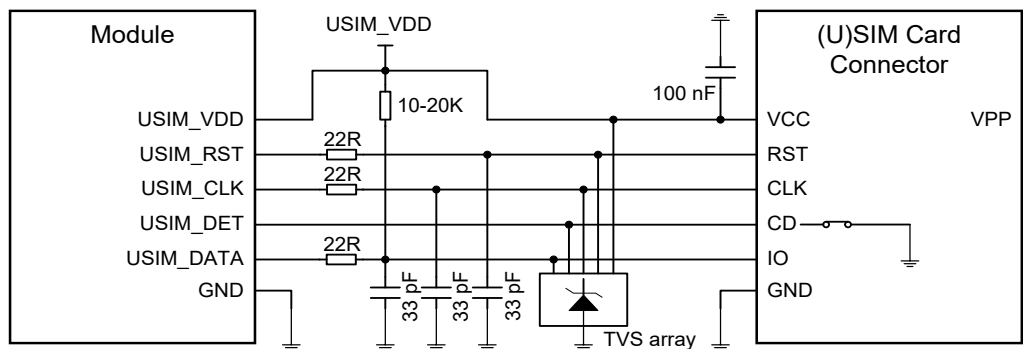 Module
USIM_VDD
(U)SIM Card
Connector
10-20K
100 nF
USIM_VDD
VCC
VPP
22R
USIM_RST
RST
22R
USIM_CLK
CLK
USIM_DET
CD
22R
USIM_DATA
IO
33 pF
33 pF
33 pF
GND
GND
TVS array